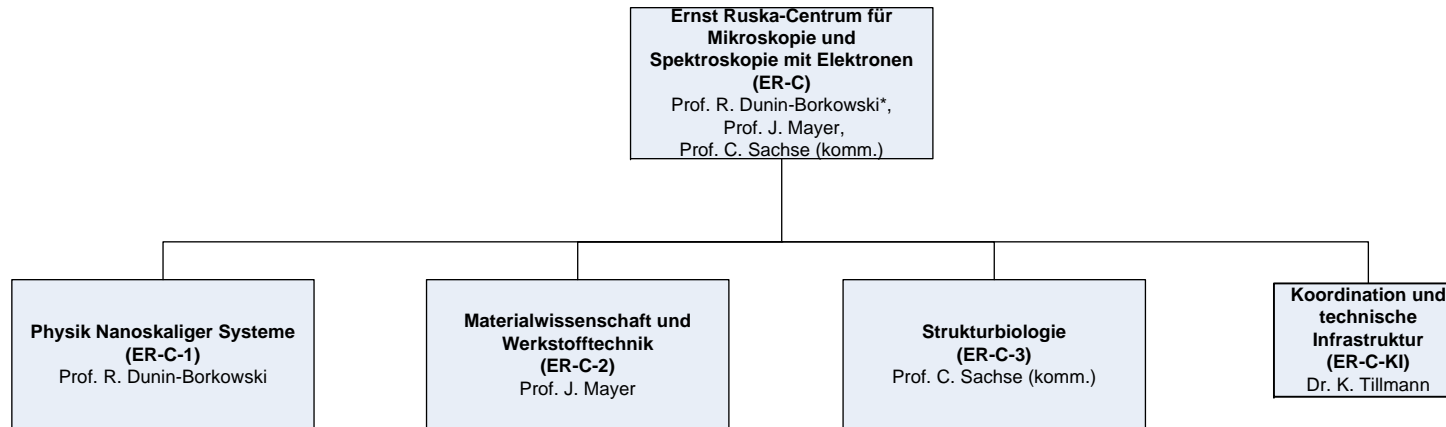 Ernst Ruska-Centrum für
Mikroskopie und
Spektroskopie mit Elektronen
(ER-C)
Prof. R. Dunin-Borkowski*,
Prof. J. Mayer,
Prof. C. Sachse (komm.)
Physik Nanoskaliger Systeme
(ER-C-1)
Prof. R. Dunin-Borkowski
Materialwissenschaft und
Werkstofftechnik
(ER-C-2)
Prof. J. Mayer
Strukturbiologie
(ER-C-3)
Prof. C. Sachse (komm.)
Koordination und
technische
Infrastruktur
(ER-C-KI)
Dr. K. Tillmann